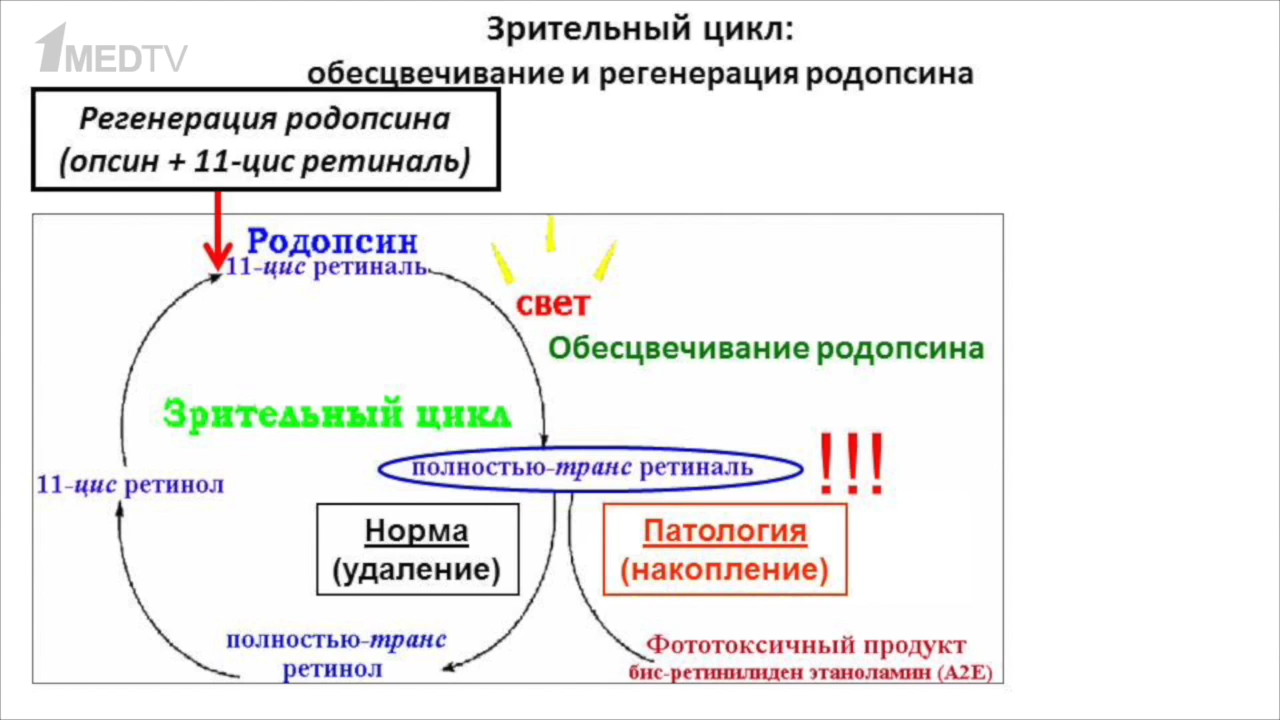 1MEDTV
Зрительный цикл:
обесцвечивание и регенерация родопсина
Регенерация родопсина
(опсин + 11-цис ретиналь)
Родопсин
11-цис ретиналь
свет
Обесцвечивание родопсина
Зрительный цикл
полностью-транс ретиналь
!!!
11-цис ретинол
Норма
(удаление)
Патология
(накопление)
полностью-транс
ретинол
Фототоксичный продукт
бис-ретинилиден этаноламин (А2Е)